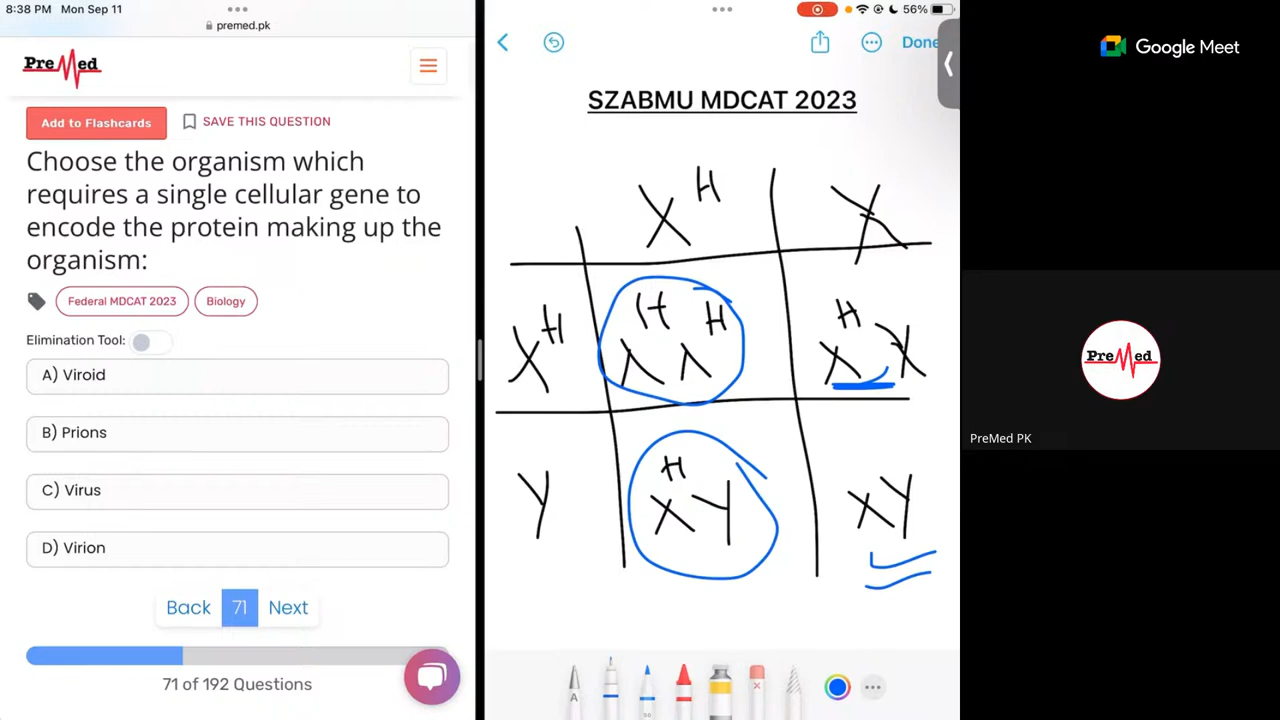 8:38 PM Mon Sep 11
premed.pk
PreMed
Add to Flashcards
SAVE THIS QUESTION
Choose the organism which
requires a single cellular gene to
encode the protein making up the
organism:
Federal MDCAT 2023
Biology
Elimination Tool:
A) Viroid
B) Prions
C) Virus
D) Virion
Back 71 Next
71 of 192 Questions
56%
Done
SZABMU MDCAT 2023
X^H X
X^H X^H X^H X^H X
Y X^H Y XY
A
50
Google Meet
PreMed
PreMed PK